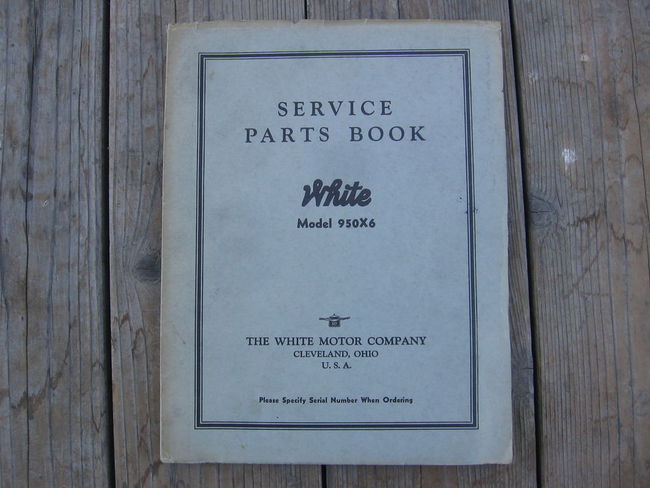 SERVICE
PARTS BOOK
White
Model 950X6
THE WHITE MOTOR COMPANY
CLEVELAND, OHIO
U. S. A.
Please Specify Serial Number When Ordering